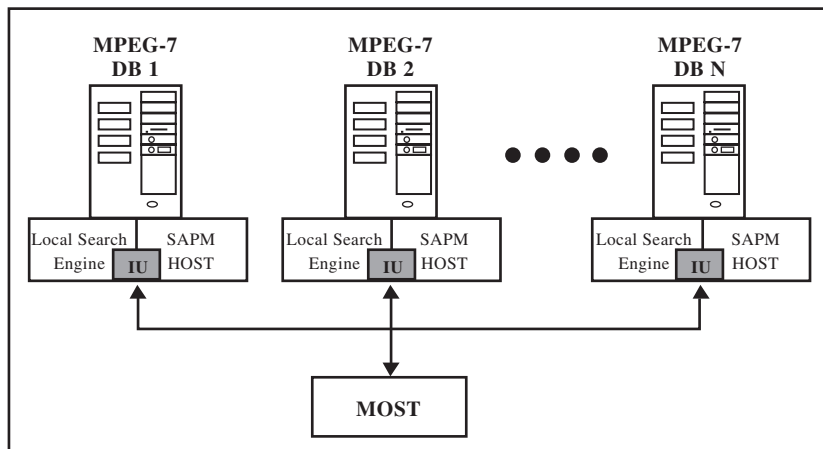 MPEG-7
DB 1
MPEG-7
DB 2
MPEG-7
DB N
Local Search
Engine
IU
SAPM
HOST
Local Search
Engine
IU
SAPM
HOST
Local Search
Engine
IU
SAPM
HOST
MOST